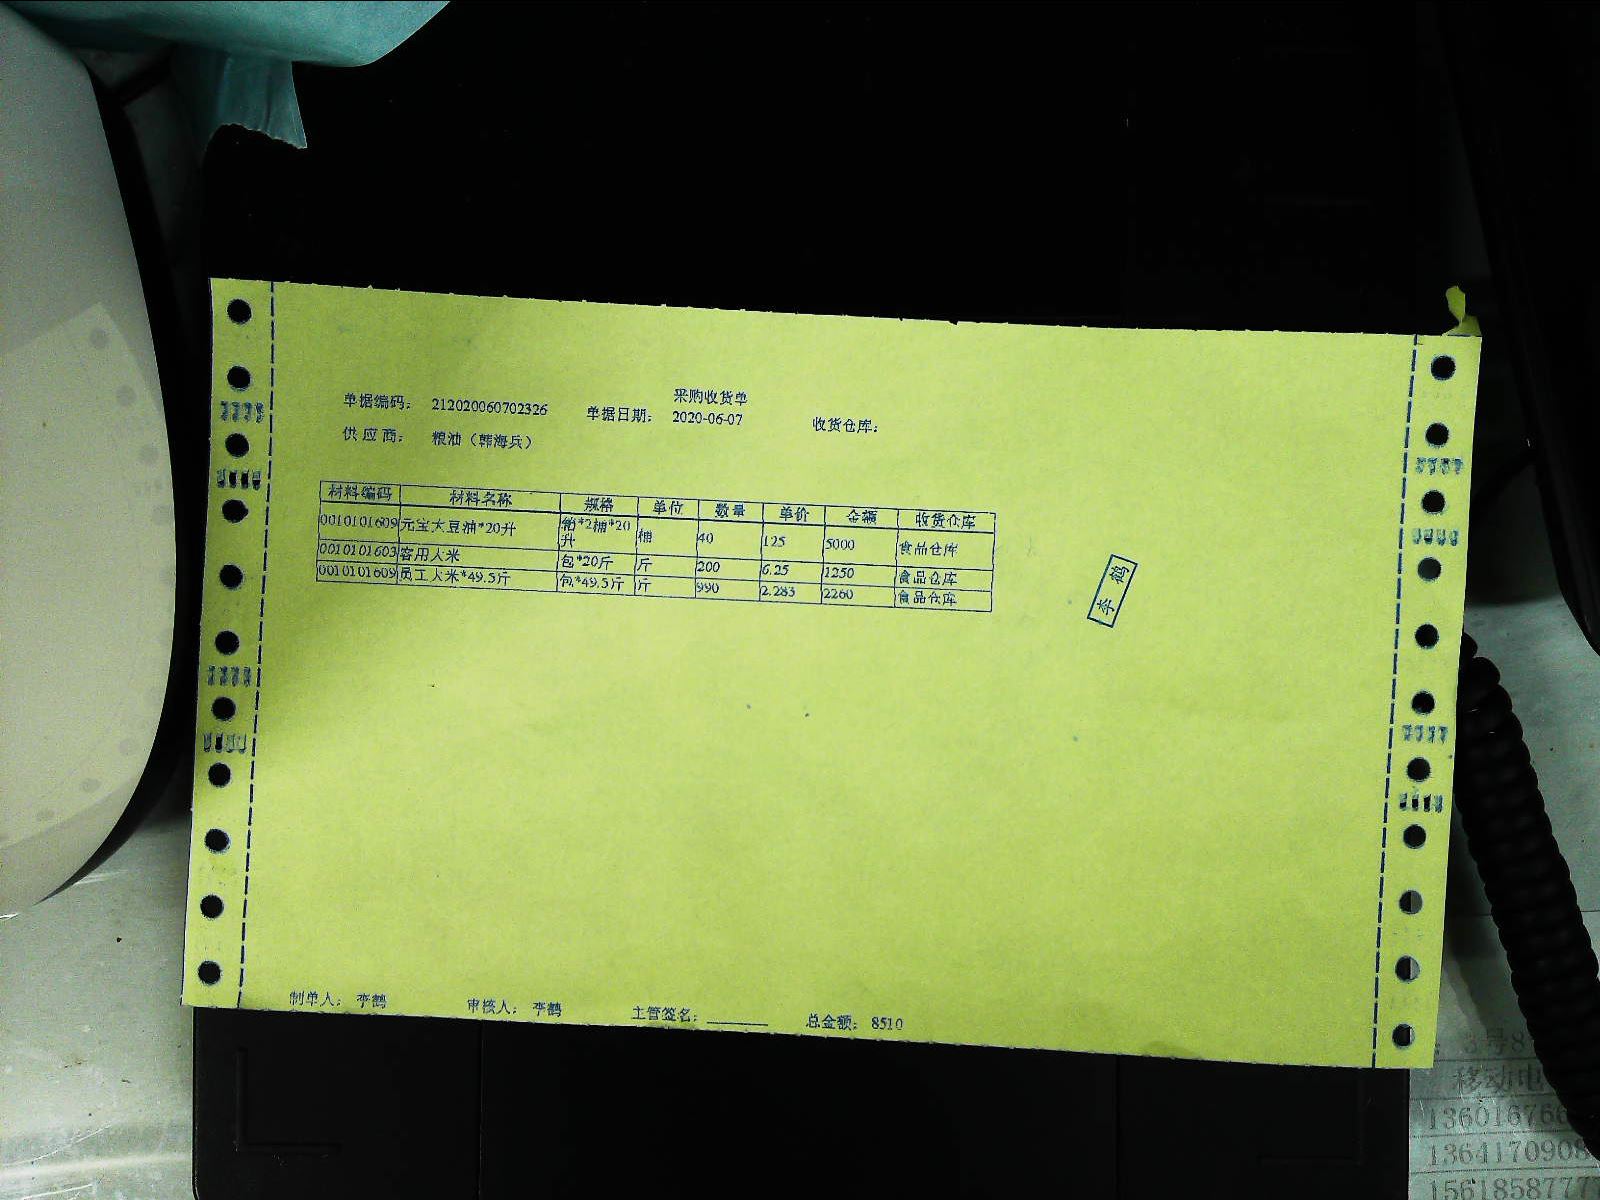 采购收货单
单据编码： 212020060702326 单据日期： 2020-06-07 收货仓库：
供 应 商： 粮油（韩海兵）
材料编码 材料名称 规格 单位 数量 单价 金额 收货仓库
0010101609 元宝大豆油*20升 箱*2桶*20升 桶 40 125 5000 食品仓库
0010101603 客用大米 包*20斤 斤 200 6.25 1250 食品仓库
0010101609 员工大米*49.5斤 包*49.5斤 斤 990 2.283 2260 食品仓库
李鹤
制单人： 李鹤 审核人： 李鹤 主管签名：________ 总金额： 8510
移动电